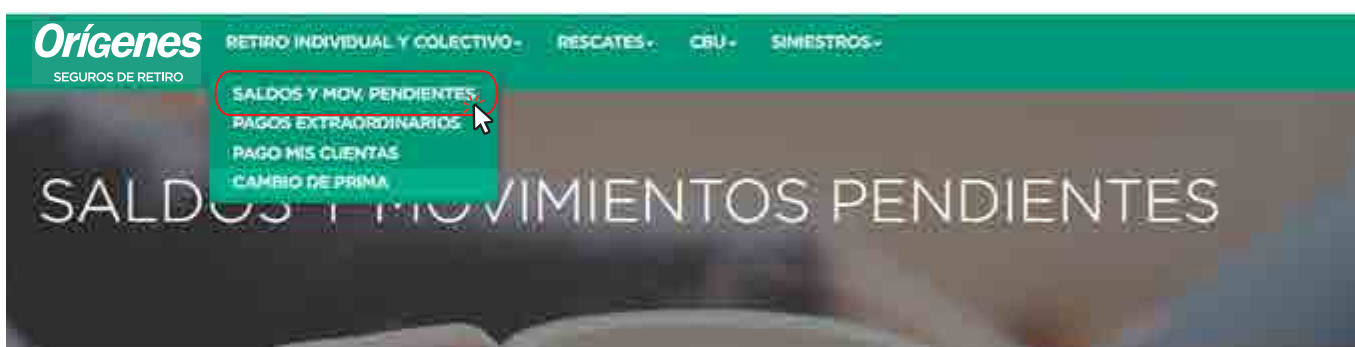 Orígenes
SEGUROS DE RETIRO
RETIRO INDIVIDUAL Y COLECTIVO RESCATES CBU SINIESTROS
SALDOS Y MOV. PENDIENTES
PAGOS EXTRAORDINARIOS
PAGO MIS CUENTAS
CAMBIO DE PRIMA
SALDOS Y MOVIMIENTOS PENDIENTES